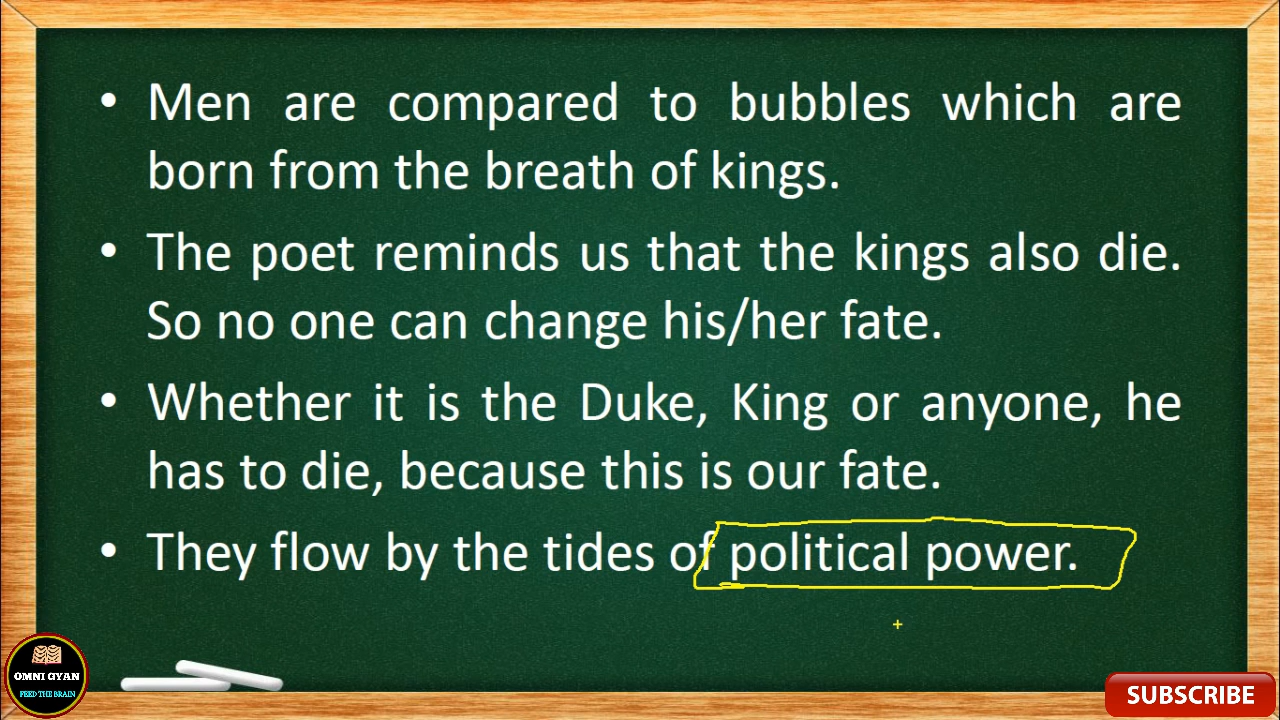 • Men are compared to bubbles which are
born from the breath of kings.
• The poet reminds us that the kings also die.
So no one can change his/her fate.
• Whether it is the Duke, King or anyone, he
has to die, because this is our fate.
• They flow by the tides of political power.
OMNI GYAN
FEED THE BRAIN
SUBSCRIBE